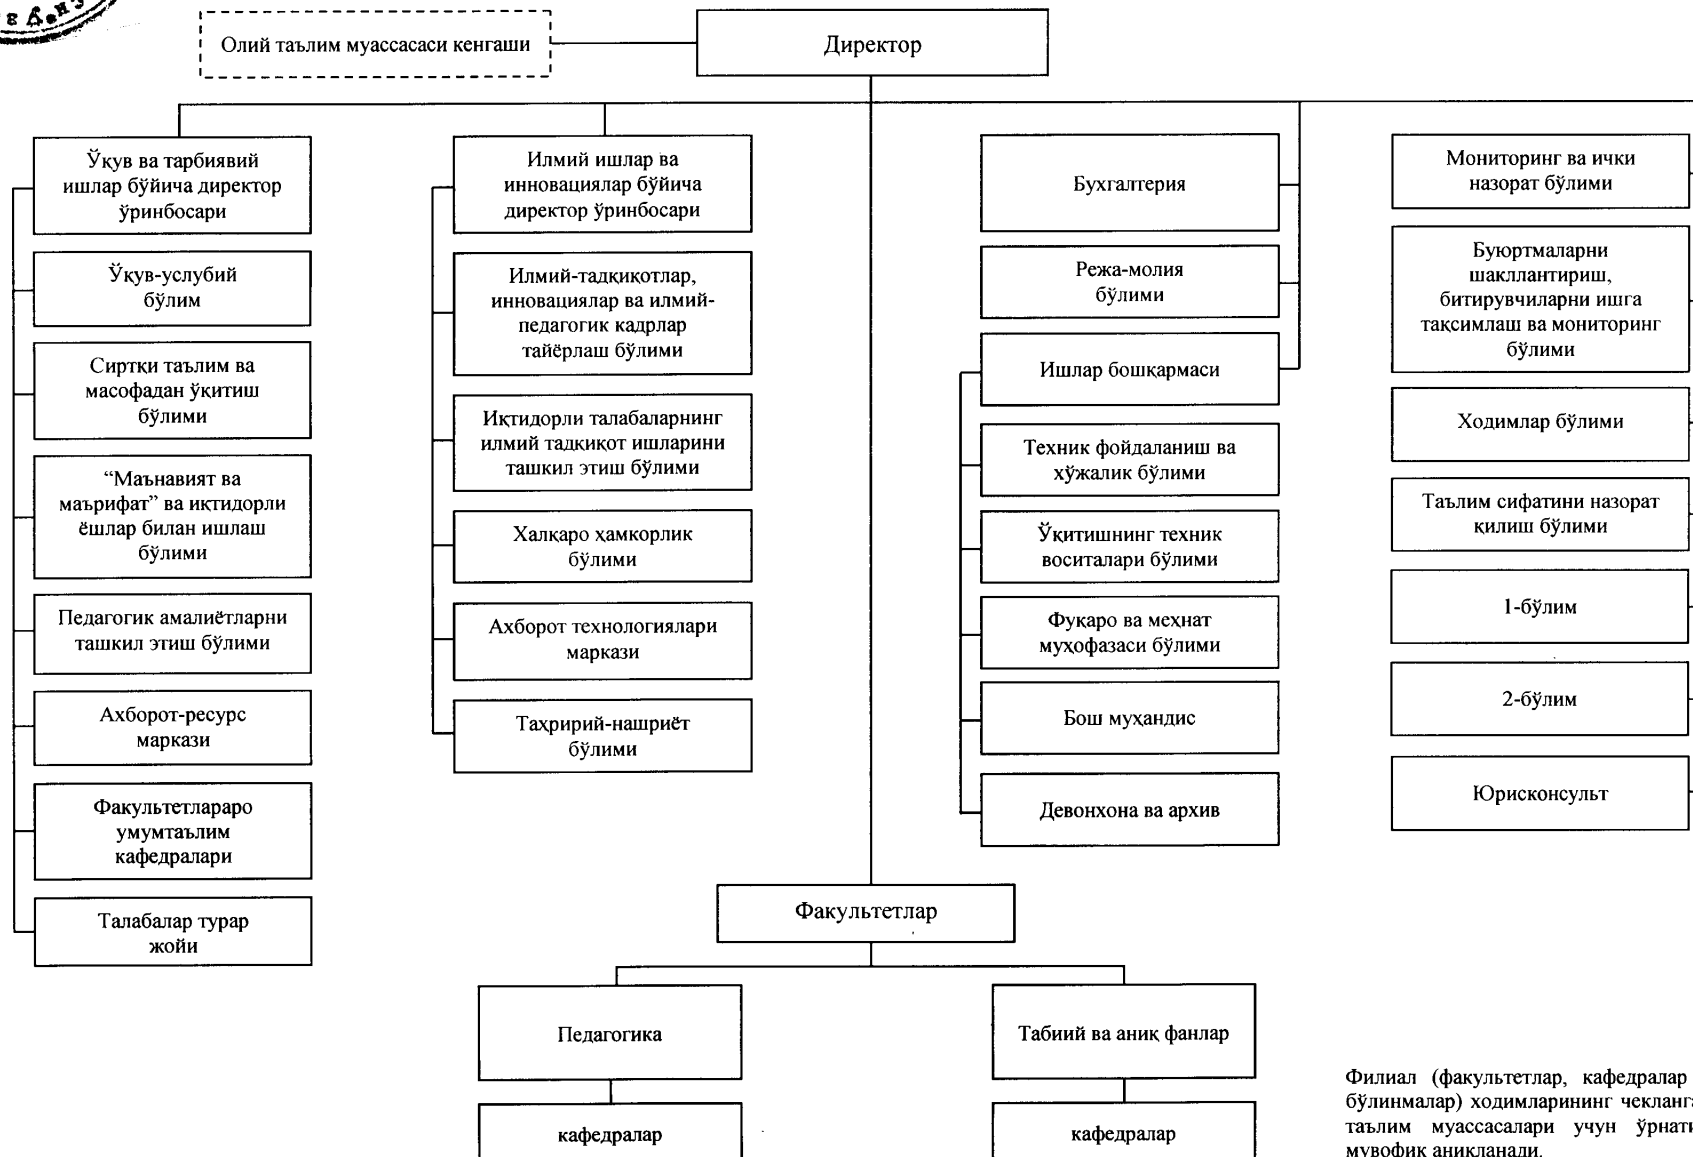 Олий таълим муассасаси кенгаши
Директор
Ўқув ва тарбиявий
ишлар бўйича директор
ўринбосари
Ўқув-услубий
бўлим
Сиртқи таълим ва
масофадан ўқитиш
бўлими
“Маънавият ва
маърифат” ва иқтидорли
ёшлар билан ишлаш
бўлими
Педагогик амалиётларни
ташкил этиш бўлими
Ахборот-ресурс
маркази
Факультетлараро
умумтаълим
кафедралари
Талабалар турар
жойи
Илмий ишлар ва
инновациялар бўйича
директор ўринбосари
Илмий-тадқиқотлар,
инновациялар ва илмий-
педагогик кадрлар
тайёрлаш бўлими
Иқтидорли талабаларнинг
илмий тадқиқот ишларини
ташкил этиш бўлими
Халқаро ҳамкорлик
бўлими
Ахборот технологиялари
маркази
Таҳририй-нашриёт
бўлими
Бухгалтерия
Режа-молия
бўлими
Ишлар бошқармаси
Техник фойдаланиш ва
хўжалик бўлими
Ўқитишнинг техник
воситалари бўлими
Фуқаро ва меҳнат
муҳофазаси бўлими
Бош муҳандис
Девонхона ва архив
Мониторинг ва ички
назорат бўлими
Буюртмаларни
шакллантириш,
битирувчиларни ишга
тақсимлаш ва мониторинг
бўлими
Ходимлар бўлими
Таълим сифатини назорат
қилиш бўлими
1-бўлим
2-бўлим
Юрисконсульт
Факультетлар
Педагогика
кафедралар
Табиий ва аниқ фанлар
кафедралар
Филиал (факультетлар, кафедралар
бўлинмалар) ходимларининг чекланг
таълим муассасалари учун ўрнати
мувофиқ аниқланади.